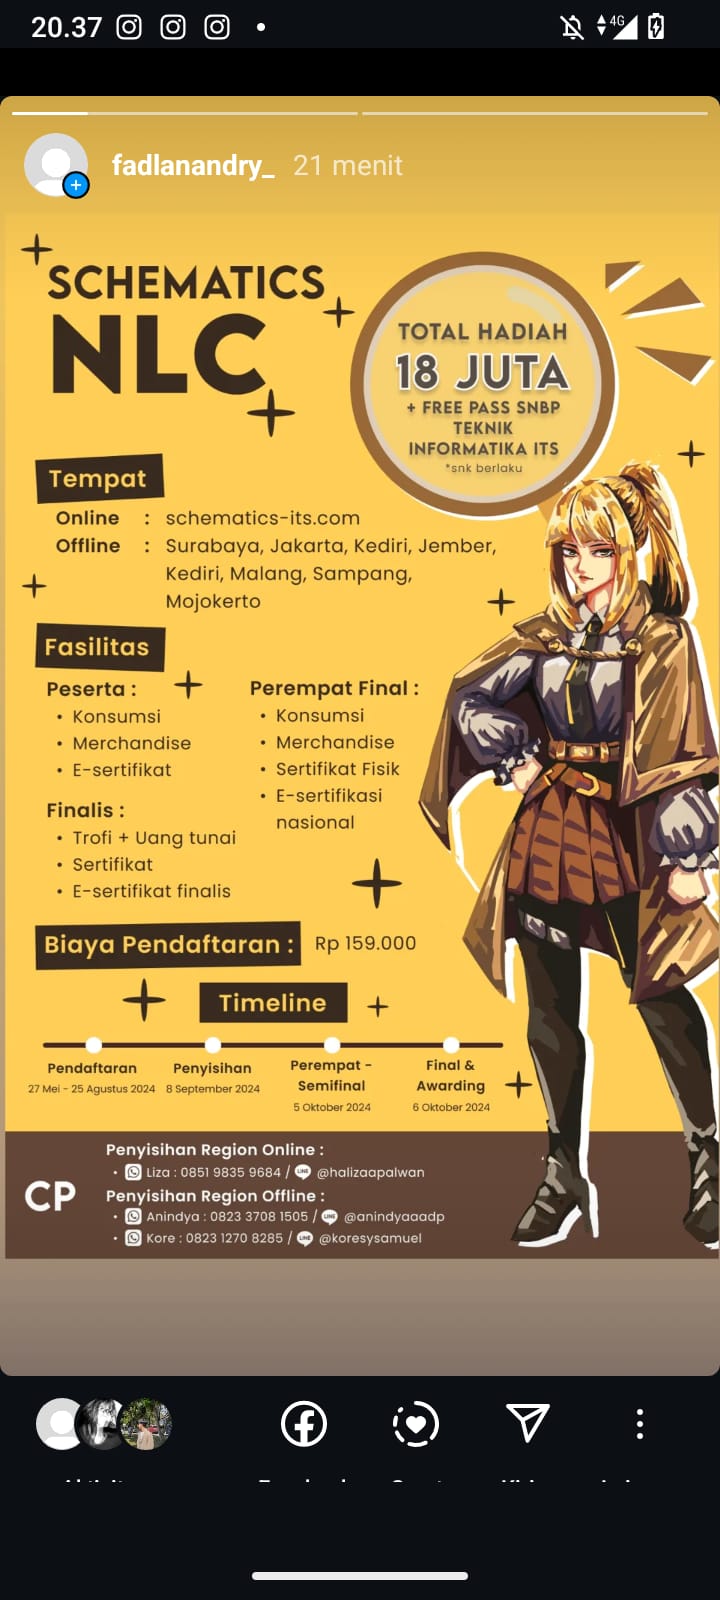 20.37
4G
fadlanandry_ 21 menit
SCHEMATICS
NLC
TOTAL HADIAH
18 JUTA
+ FREE PASS SNBP
TEKNIK
INFORMATIKA ITS
*snk berlaku
Tempat
Online : schematics-its.com
Offline : Surabaya, Jakarta, Kediri, Jember,
Kediri, Malang, Sampang,
Mojokerto
Fasilitas
Peserta :
• Konsumsi
• Merchandise
• E-sertifikat
Finalis :
• Trofi + Uang tunai
• Sertifikat
• E-sertifikat finalis
Perempat Final :
• Konsumsi
• Merchandise
• Sertifikat Fisik
• E-sertifikasi
nasional
Biaya Pendaftaran : Rp 159.000
Timeline
Pendaftaran
27 Mei - 25 Agustus 2024
Penyisihan
8 September 2024
Perempat -
Semifinal
5 Oktober 2024
Final &
Awarding
6 Oktober 2024
CP
Penyisihan Region Online :
• Liza : 0851 9835 9684 / LINE @halizaapalwan
Penyisihan Region Offline :
• Anindya : 0823 3708 1505 / LINE @anindyaaadp
• Kore : 0823 1270 8285 / LINE @koresysamuel